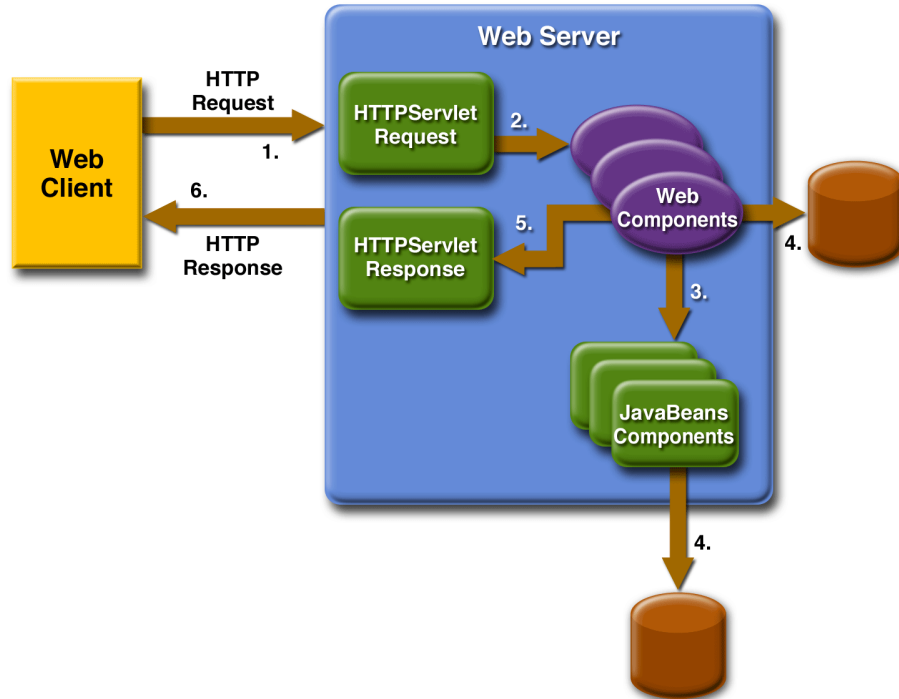 Web Server
HTTP
Request
1.
Web
Client
6.
HTTP
Response
HTTPServlet
Request
2.
HTTPServlet
Response
5.
Web
Components
4.
3.
JavaBeans
Components
4.